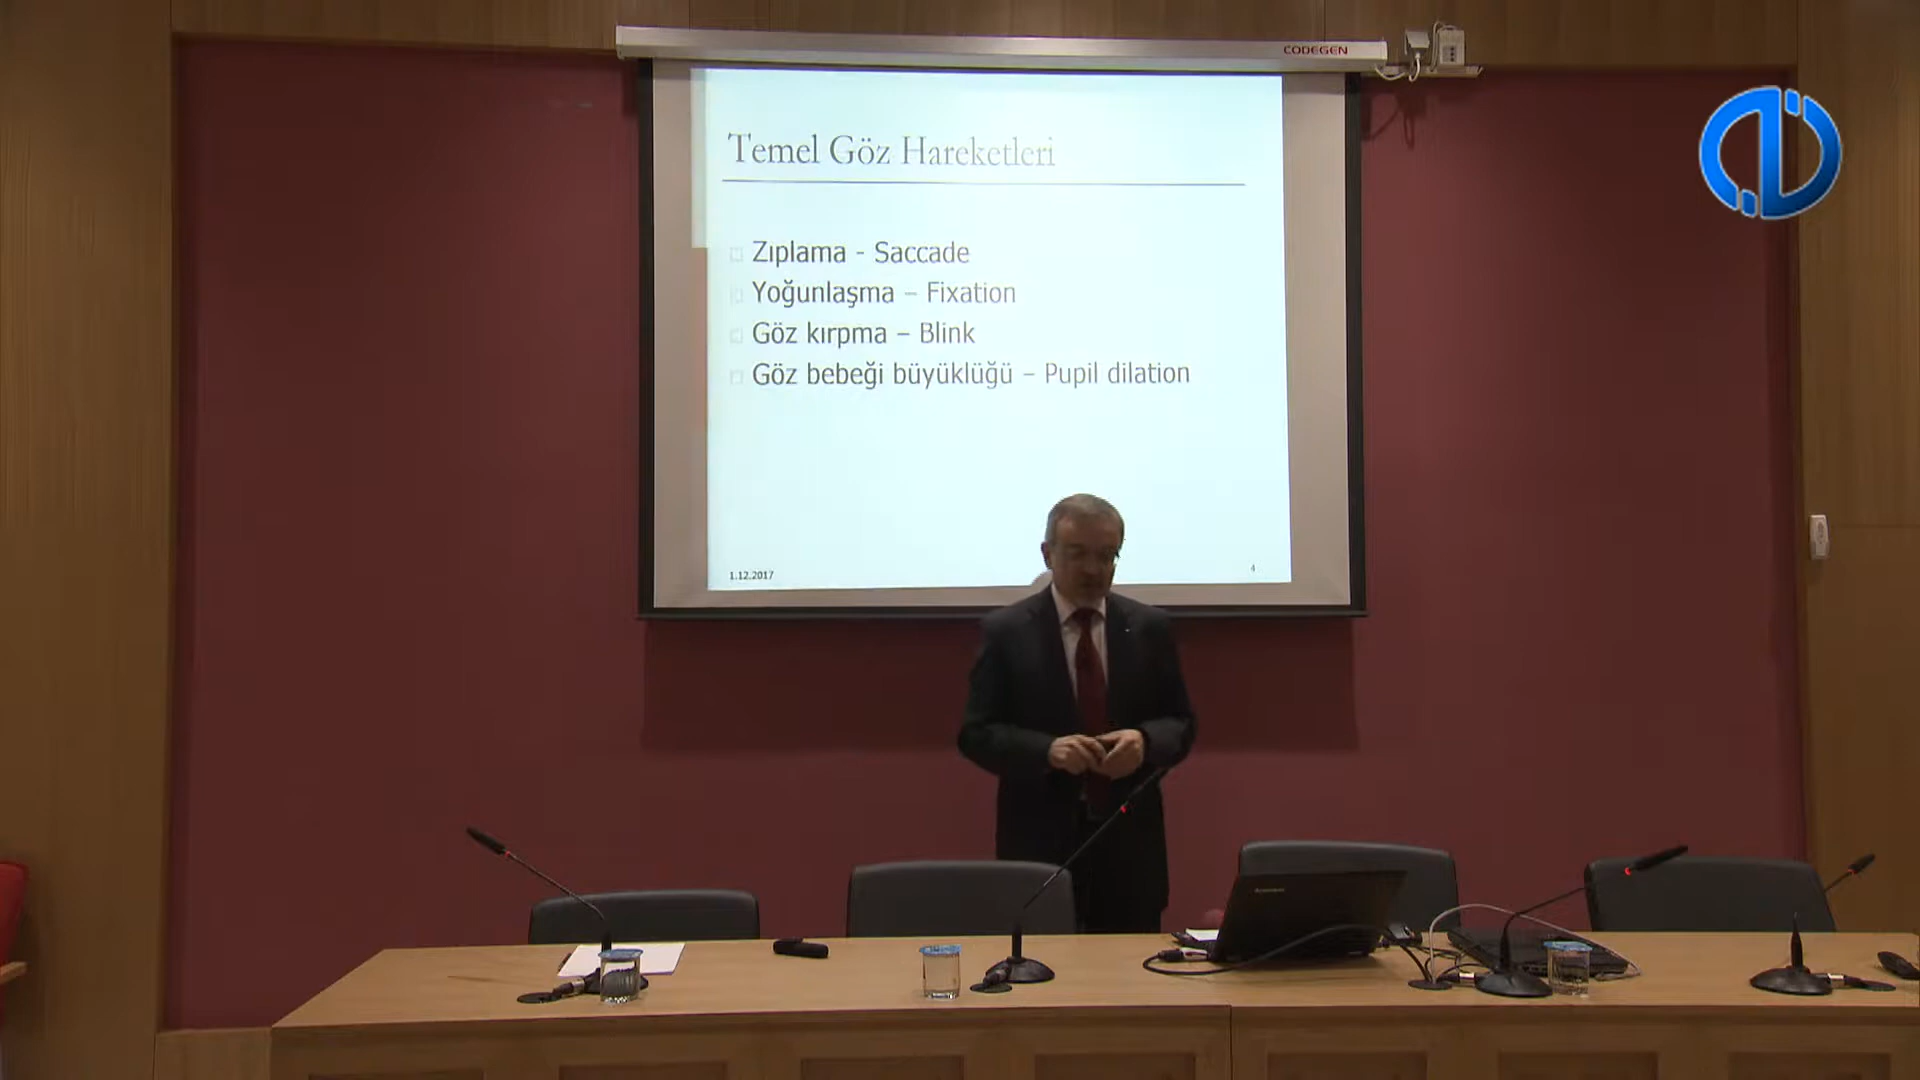 CODEGEN
Temel Göz Hareketleri
Zıplama - Saccade
Yoğunlaşma – Fixation
Göz kırpma – Blink
Göz bebeği büyüklüğü – Pupil dilation
1.12.2017
4